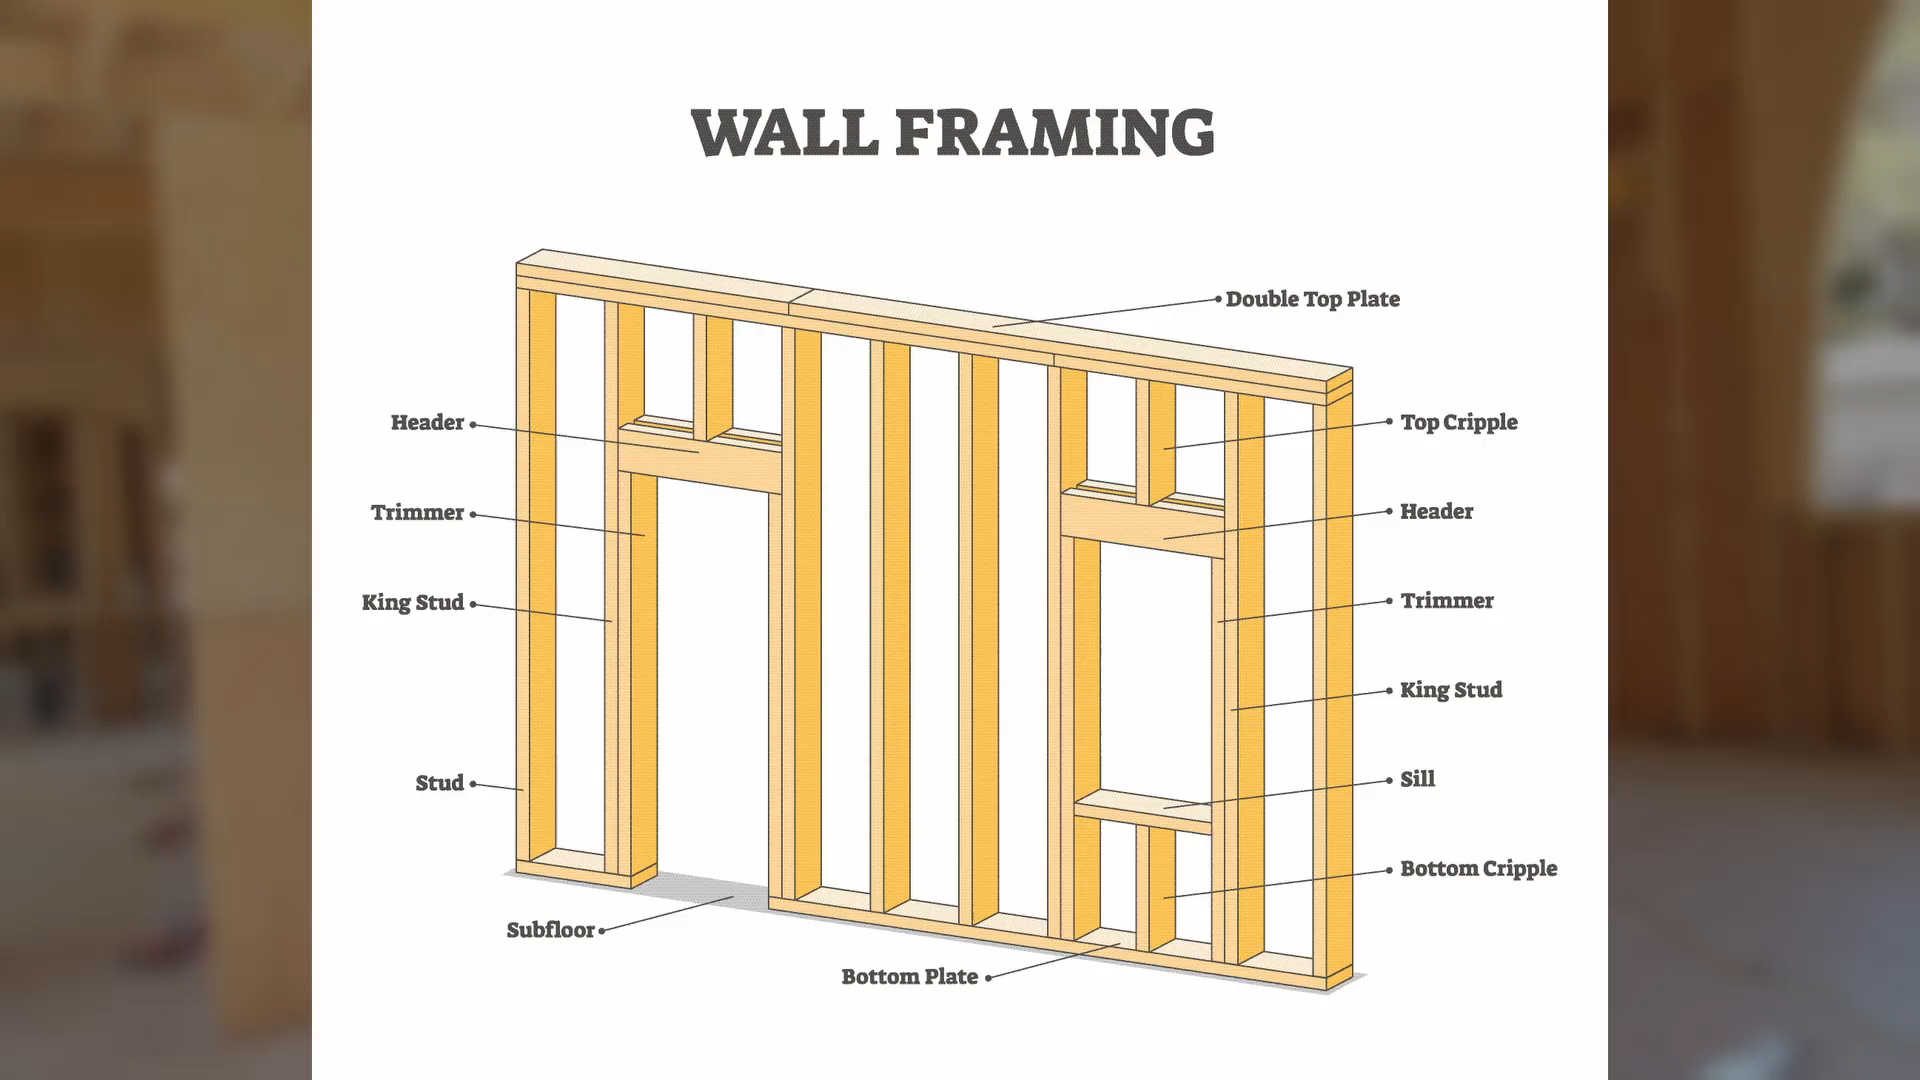 WALL FRAMING
Double Top Plate
Header
Top Cripple
Trimmer
Header
King Stud
Trimmer
King Stud
Stud
Sill
Bottom Cripple
Subfloor
Bottom Plate